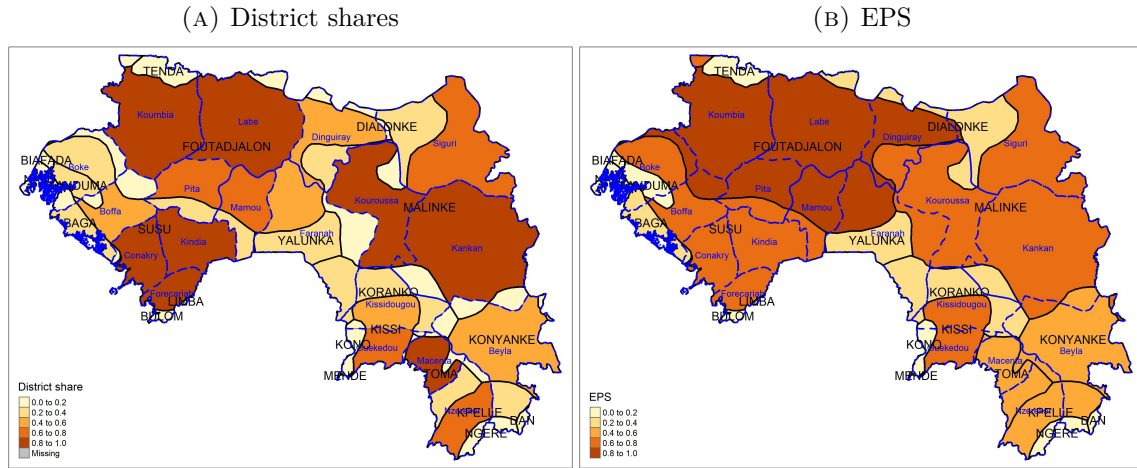 (A) District shares
TENDA
Koumbia
Labe
DIALONKE
Dinguiray
Siguri
FOUTADJALON
BIAFADA
Boke
Pita
Boffa
Mamou
Kouroussa
MALINKE
BAGA
SUSU
Kindia
Faranah
YALUNKA
Conakry
Kankan
Forecariah
LIMBA
BULOM
KORANKO
Kissidougou
KISSI
KONO
Guekedou
KONYANKE
Beyla
Macenta
TOMA
MENDE
KPELLE
DAN
NGERE
District share
0.0 to 0.2
0.2 to 0.4
0.4 to 0.6
0.6 to 0.8
0.8 to 1.0
Missing
(B) EPS
TENDA
Koumbia
Labe
DIALONKE
Dinguiray
Siguri
FOUTADJALON
BIAFADA
Boke
Pita
Boffa
Mamou
Kouroussa
MALINKE
BAGA
SUSU
Kindia
Faranah
YALUNKA
Conakry
Kankan
Forecariah
LIMBA
BULOM
KORANKO
Kissidougou
KISSI
KONO
Guekedou
KONYANKE
Beyla
Macenta
TOMA
MENDE
KPELLE
DAN
NGERE
EPS
0.0 to 0.2
0.2 to 0.4
0.4 to 0.6
0.6 to 0.8
0.8 to 1.0